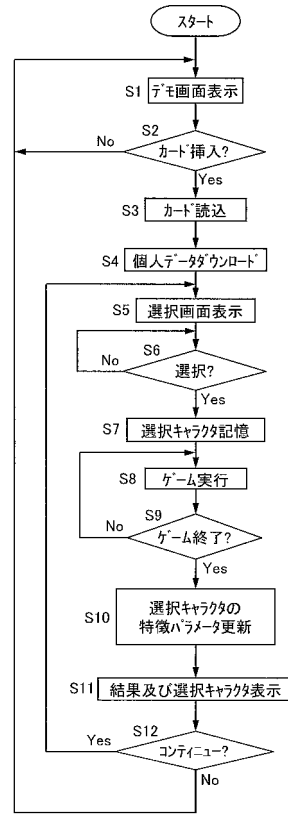 スタート
S1 デモ画面表示
S2
No カード挿入?
Yes
S3 カード読込
S4 個人データダウンロード
S5 選択画面表示
S6
No 選択?
Yes
S7 選択キャラクタ記憶
S8 ゲーム実行
S9
No ゲーム終了?
Yes
S10 選択キャラクタの
特徴パラメータ更新
S11 結果及び選択キャラクタ表示
S12
Yes コンティニュー?
No